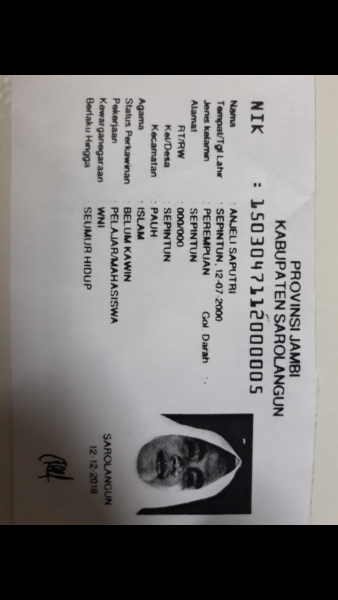 PROVINSI JAMBI
KABUPATEN SAROLANGUN
NIK : 1503047112000005
Nama : ANJELI SAPUTRI
Tempat/Tgl Lahir : SEPINTUN, 12-07-2000
Jenis kelamin : PEREMPUAN Gol Darah : -
Alamat SEPINTUN
RT/RW : 000/000
Kel/Desa : SEPINTUN
Kecamatan : PAUH
Agama : ISLAM
Status Perkawinan : BELUM KAWIN
Pekerjaan : PELAJAR/MAHASISWA
Kewarganegaraan : WNI
Berlaku Hingga : SEUMUR HIDUP
SAROLANGUN
12-12-2018